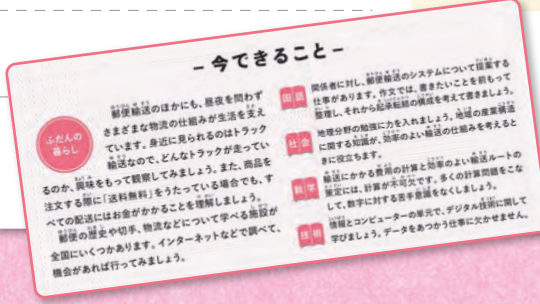 －今できること－
ふだんの
暮らし
郵便輸送のほかにも、昼夜を問わず
さまざまな物流の仕組みが生活を支え
ています。身近に見られるのはトラック
輸送なので、どんなトラックが走ってい
るのか、興味をもって観察してみましょう。また、商品を
注文する際に「送料無料」をうたっている場合でも、す
べての配送にはお金がかかることを理解しましょう。
郵便の歴史や切手、物流などについて学べる施設が
全国にいくつかあります。インターネットなどで調べて、
機会があれば行ってみましょう。
国語
関係者に対し、郵便輸送のシステムについて提案する
仕事があります。作文では、書きたいことを前もって
整理し、それから起承転結の構成を考えて書きましょう。
社会
地理分野の勉強に力を入れましょう。地域の産業構造
に関する知識が、効率のよい輸送の仕組みを考えると
きに役立ちます。
数学
輸送にかかる費用の計算と効率のよい輸送ルートの
策定には、計算が不可欠です。多くの計算問題をこな
して、数字に対する苦手意識をなくしましょう。
技術
情報とコンピューターの単元で、デジタル技術に関して
学びましょう。データをあつかう仕事に欠かせません。